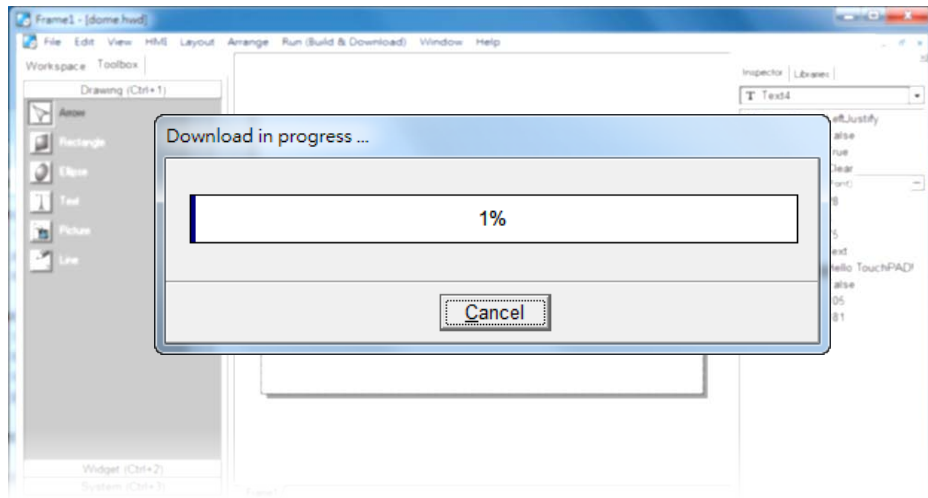 Frame1 - [dome.hwd]
File Edit View HMI Layout Arrange Run (Build & Download) Window Help
Workspace Toolbox
Inspector Libraries
Drawing (Ctrl+1)
T Text4
Arrow
Rectangle
Ellipse
Text
Picture
Line
Download in progress ...
1%
Cancel
eftJustify
alse
rue
Clear
Font)
8
5
ext
Hello TouchPAD!
alse
05
81
Widget (Ctrl+2)
System (Ctrl+3)
Frame1